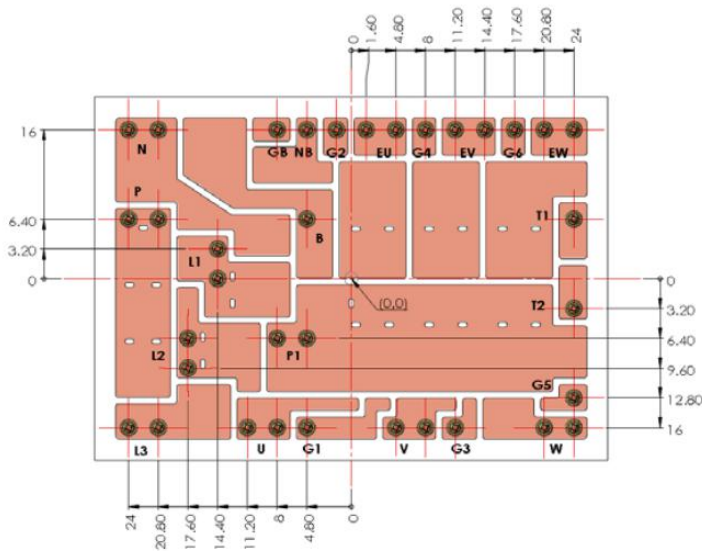 0 1.60 4.80 8 11.20 14.40 17.60 20.80 24
16 N GB NB G2 EU G4 EV G6 EW
P
6.40 B T1
3.20 L1
0 (0,0) 0
T2 3.20
L2 P1 6.40
9.60
G5 12.80
16
L3 U G1 V G3 W
24 20.80 17.60 14.40 11.20 8 4.80 0